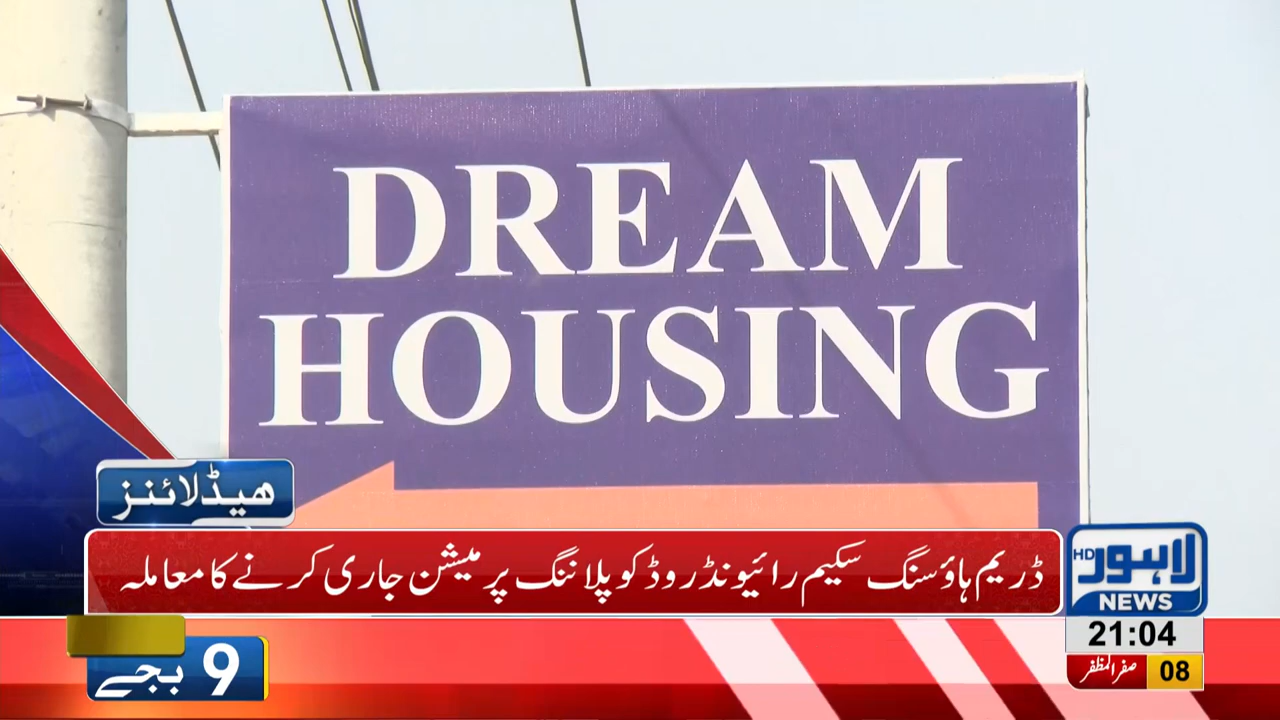 DREAM
HOUSING
ھیڈلائنز
ڈریم ہاؤسنگ سکیم رائیونڈ روڈ کو پلاننگ پرمیشن جاری کرنے کا معاملہ
HD لاہور
NEWS
21:04
صفر المظفر 08
9 بجے